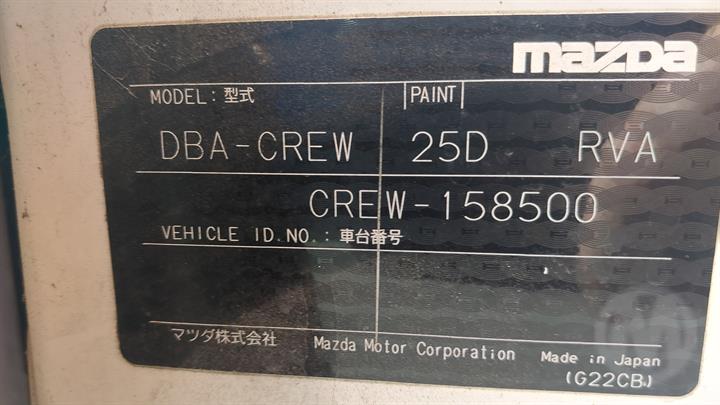 mazda
MODEL : 型式 PAINT
DBA-CREW 25D RVA
CREW-158500
VEHICLE ID.NO. : 車台番号
マツダ株式会社 Mazda Motor Corporation Made in Japan
(G22CB)